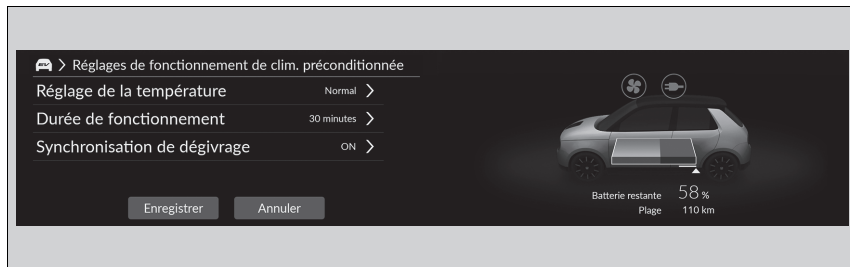 EV > Réglages de fonctionnement de clim. préconditionnée
Réglage de la température Normal >
Durée de fonctionnement 30 minutes >
Synchronisation de dégivrage ON >
Enregistrer Annuler
Batterie restante 58 %
Plage 110 km